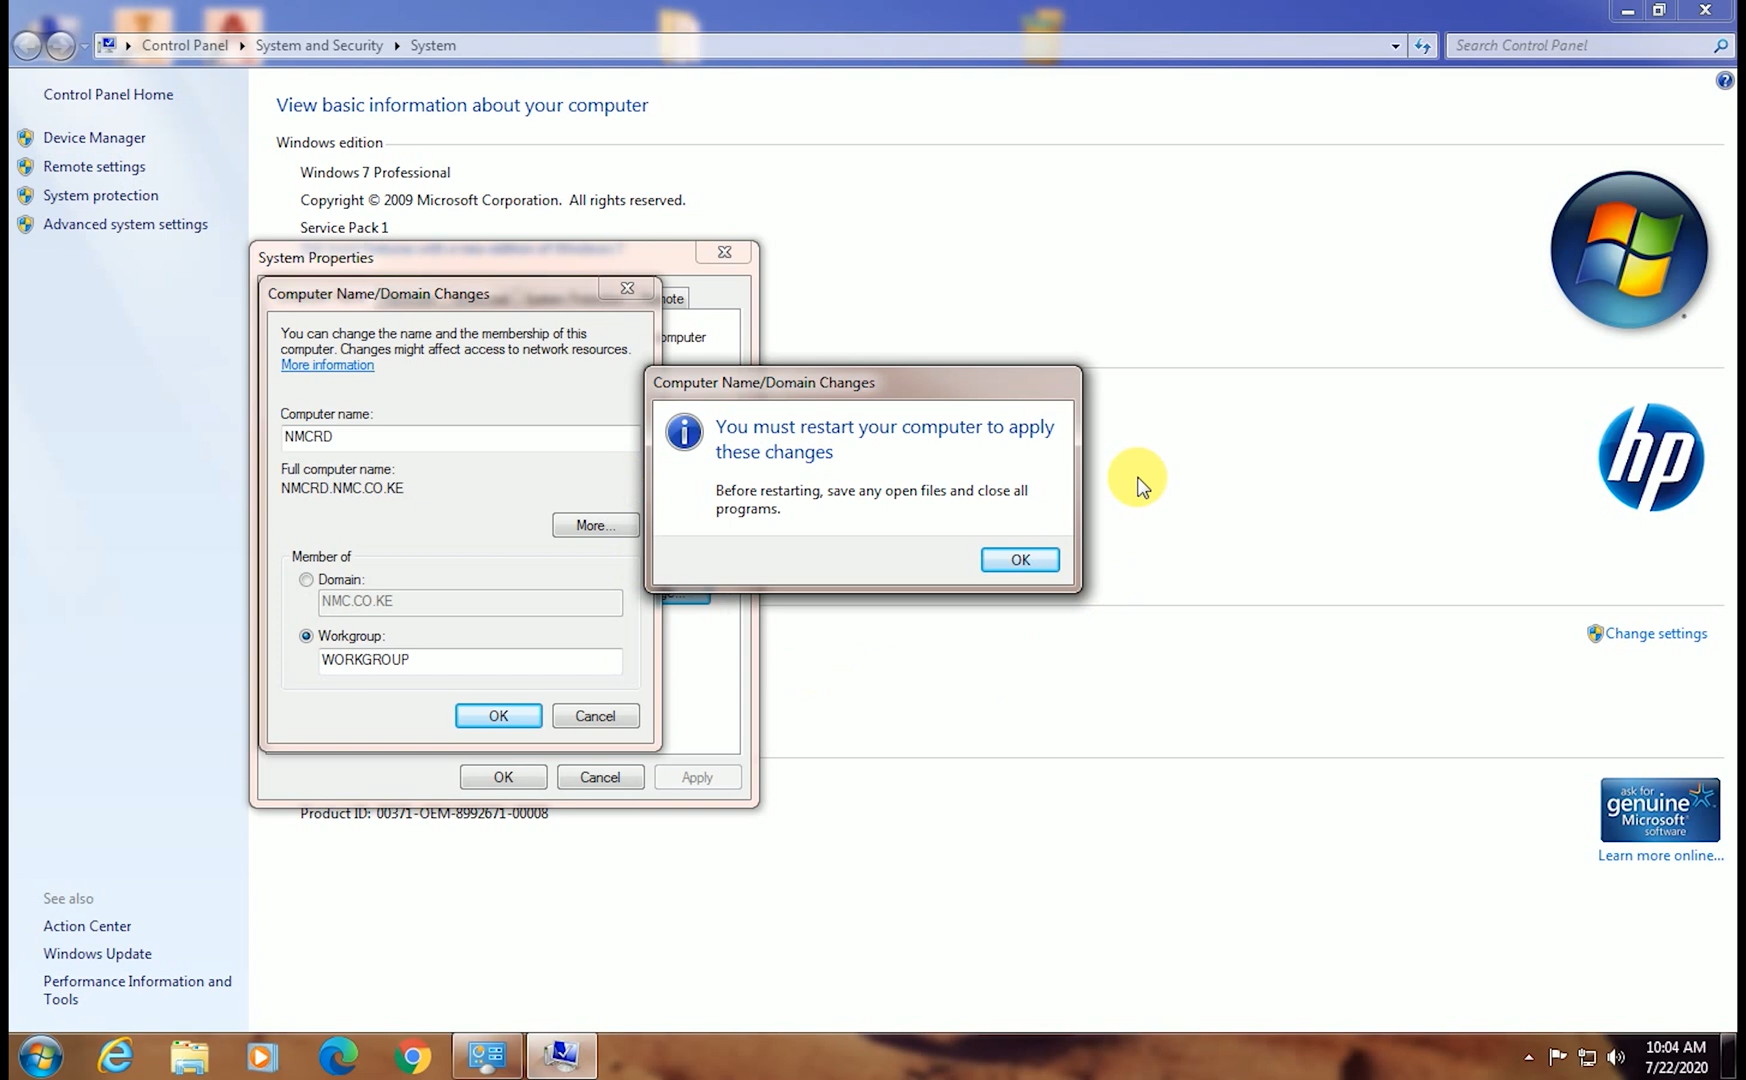 Control Panel
System and Security
System
Search Control Panel
Control Panel Home
Device Manager
Remote settings
System protection
Advanced system settings
View basic information about your computer
Windows edition
Windows 7 Professional
Copyright © 2009 Microsoft Corporation.  All rights reserved.
Service Pack 1
System Properties
Computer Name/Domain Changes
You can change the name and the membership of this
computer. Changes might affect access to network resources.
More information
Computer name:
NMCRD
Full computer name:
NMCRD.NMC.CO.KE
More...
Member of
Domain:
NMC.CO.KE
Workgroup:
WORKGROUP
OK
Cancel
OK
Cancel
Apply
Computer Name/Domain Changes
You must restart your computer to apply
these changes
Before restarting, save any open files and close all
programs.
OK
hp
Change settings
Product ID: 00371-OEM-8992671-00008
ask for
genuine
Microsoft
software
Learn more online...
See also
Action Center
Windows Update
Performance Information and
Tools
10:04 AM
7/22/2020